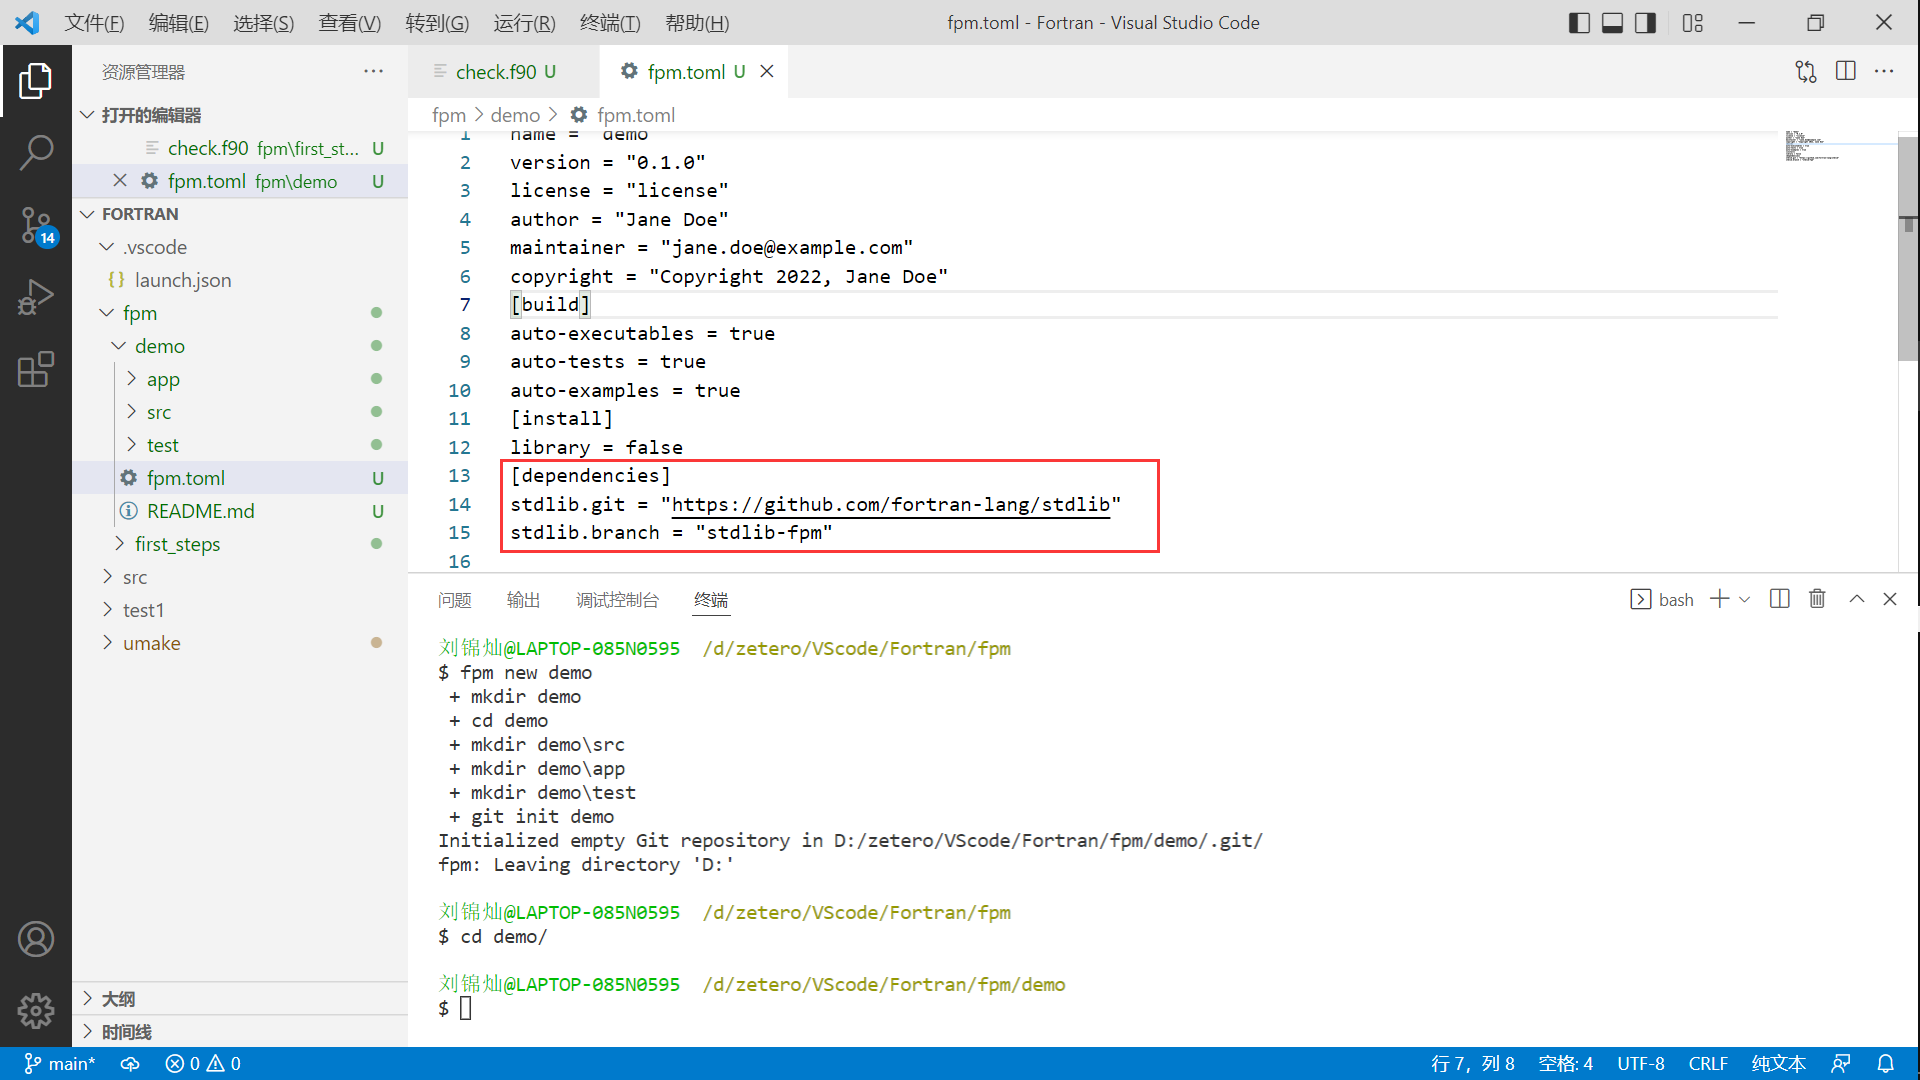 文件(F) 编辑(E) 选择(S) 查看(V) 转到(G) 运行(R) 终端(T) 帮助(H) fpm.toml - Fortran - Visual Studio Code
资源管理器
打开的编辑器
check.f90 fpm\first_st... U
fpm.toml fpm\demo U
FORTRAN
.vscode
{} launch.json
fpm
demo
app
src
test
fpm.toml U
README.md U
first_steps
src
test1
umake
大纲
时间线
14
check.f90 U fpm.toml U
fpm > demo > fpm.toml
1 name = "demo"
2 version = "0.1.0"
3 license = "license"
4 author = "Jane Doe"
5 maintainer = "jane.doe@example.com"
6 copyright = "Copyright 2022, Jane Doe"
7 [build]
8 auto-executables = true
9 auto-tests = true
10 auto-examples = true
11 [install]
12 library = false
13 [dependencies]
14 stdlib.git = "https://github.com/fortran-lang/stdlib"
15 stdlib.branch = "stdlib-fpm"
16
问题 输出 调试控制台 终端 bash
刘锦灿@LAPTOP-085N0595 /d/zetero/VScode/Fortran/fpm
$ fpm new demo
+ mkdir demo
+ cd demo
+ mkdir demo\src
+ mkdir demo\app
+ mkdir demo\test
+ git init demo
Initialized empty Git repository in D:/zetero/VScode/Fortran/fpm/demo/.git/
fpm: Leaving directory 'D:'
刘锦灿@LAPTOP-085N0595 /d/zetero/VScode/Fortran/fpm
$ cd demo/
刘锦灿@LAPTOP-085N0595 /d/zetero/VScode/Fortran/fpm/demo
$
main* 0 0 行 7，列 8 空格: 4 UTF-8 CRLF 纯文本